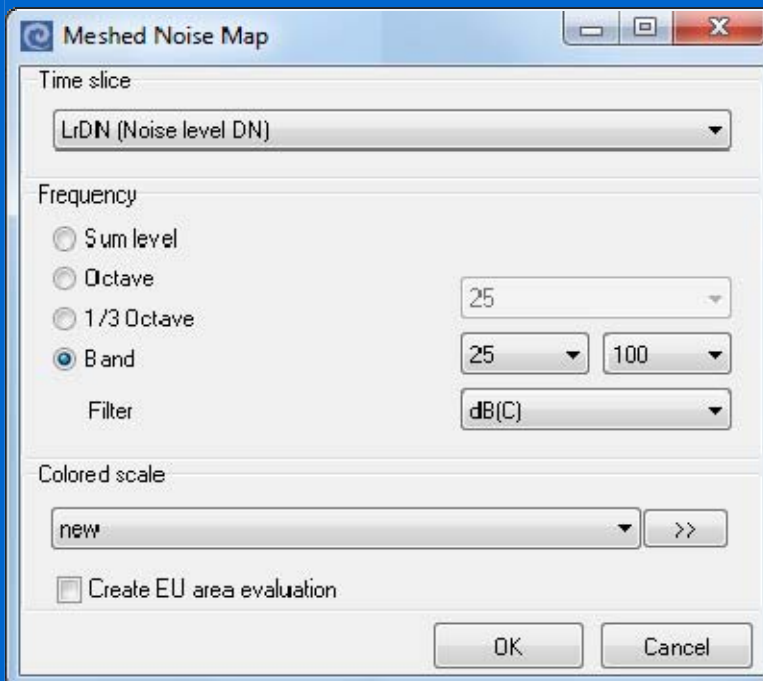 Meshed Noise Map
Time slice
LrDN (Noise level DN)
Frequency
Sum level
Octave
25
1/3 Octave
Band
25
100
Filter
dB(C)
Colored scale
new
>>
Create EU area evaluation
OK
Cancel